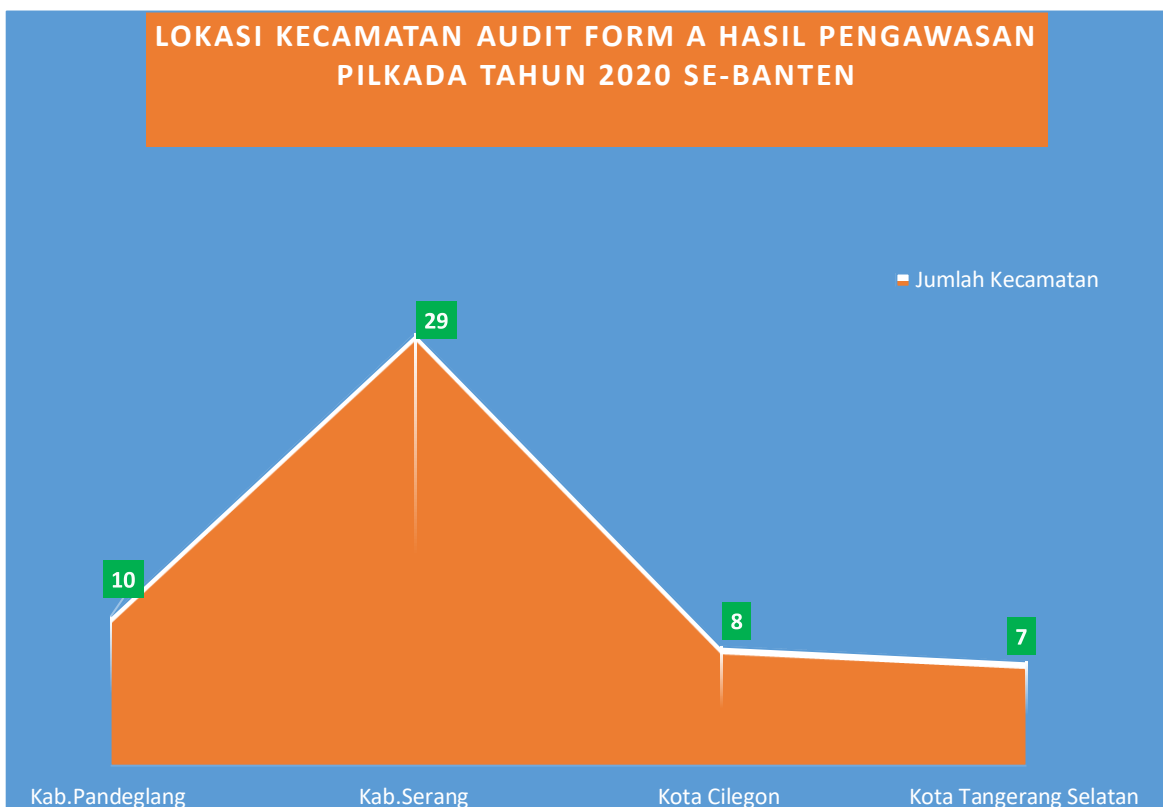 LOKASI KECAMATAN AUDIT FORM A HASIL PENGAWASAN
PILKADA TAHUN 2020 SE-BANTEN
Jumlah Kecamatan
29
10
8
7
Kab.Pandeglang
Kab.Serang
Kota Cilegon
Kota Tangerang Selatan